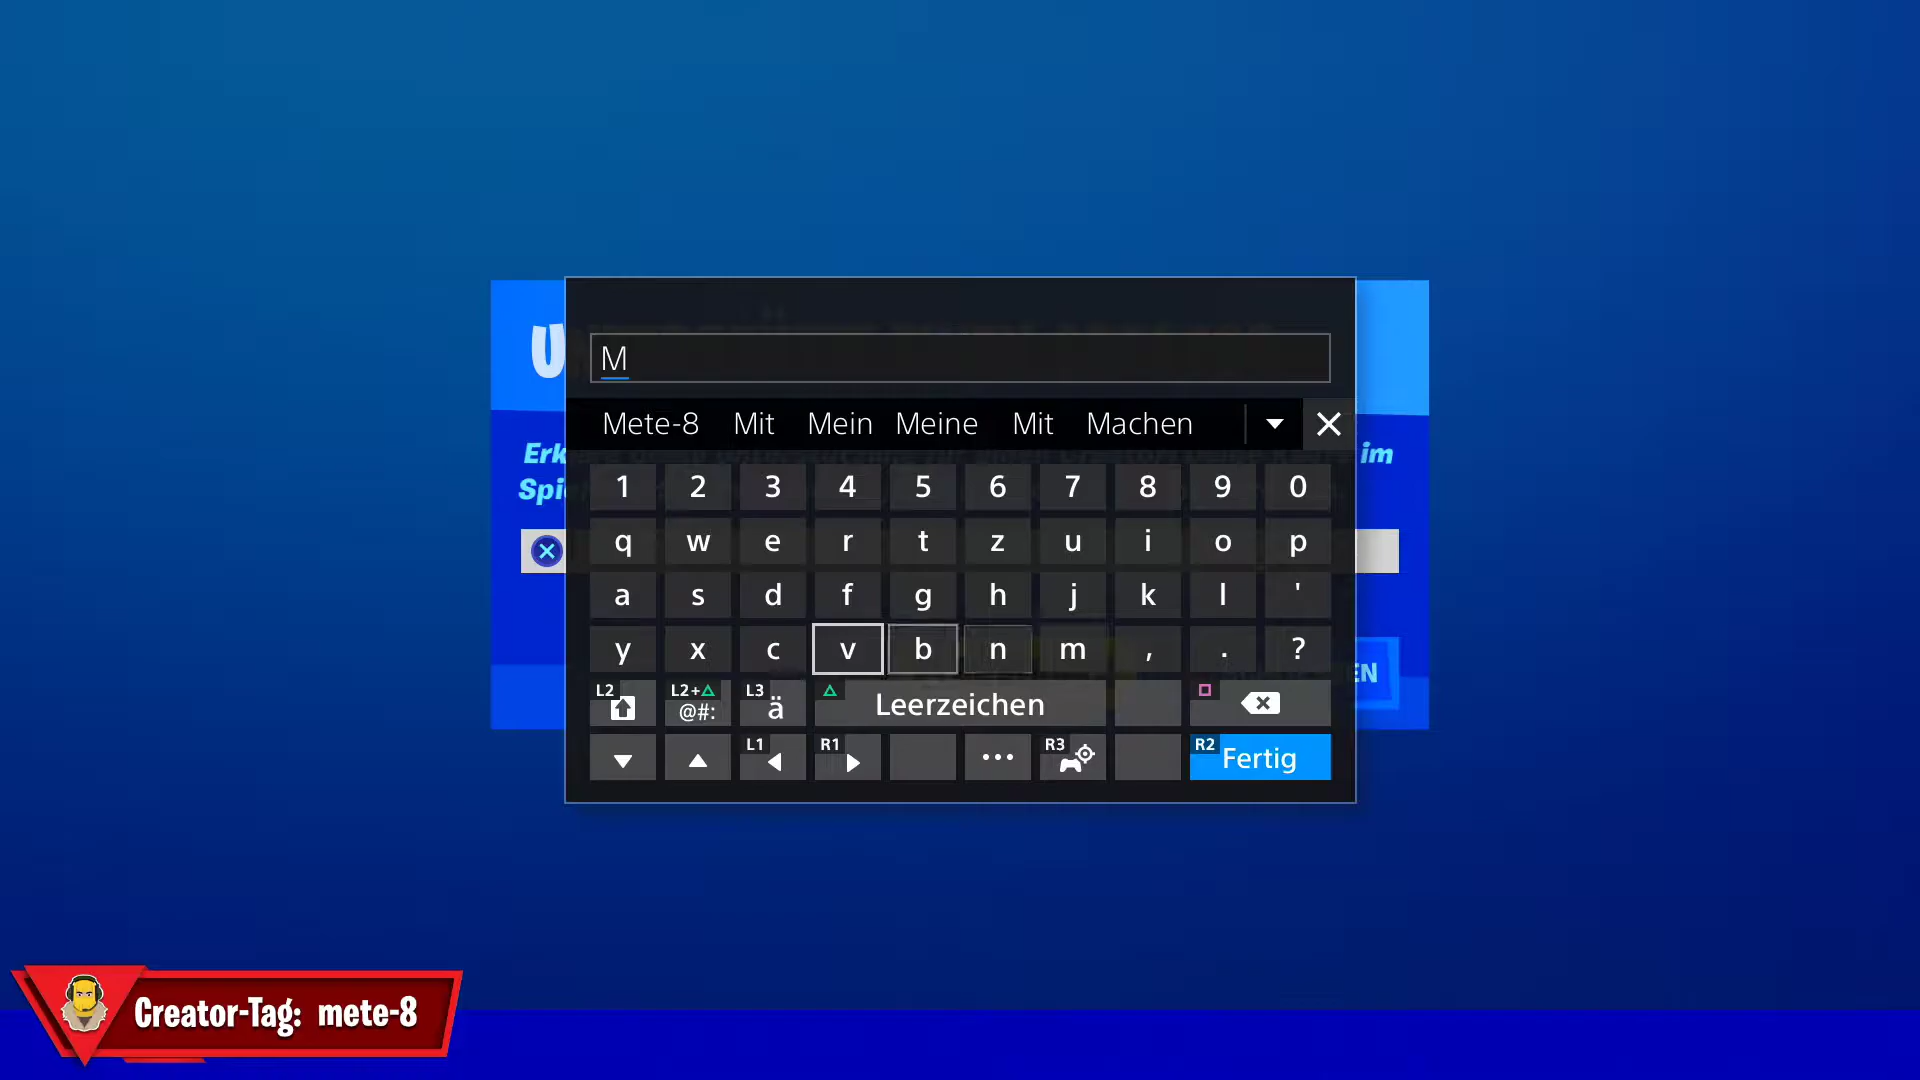 U
M
Mete-8 Mit Mein Meine Mit Machen
Erk im
Spi
1 2 3 4 5 6 7 8 9 0
q w e r t z u i o p
a s d f g h j k l '
y x c v b n m , . ?
EN
L2 L2+△ @#: L3 ä △ Leerzeichen
L1 R1 ... R3 R2 Fertig
Creator-Tag: mete-8